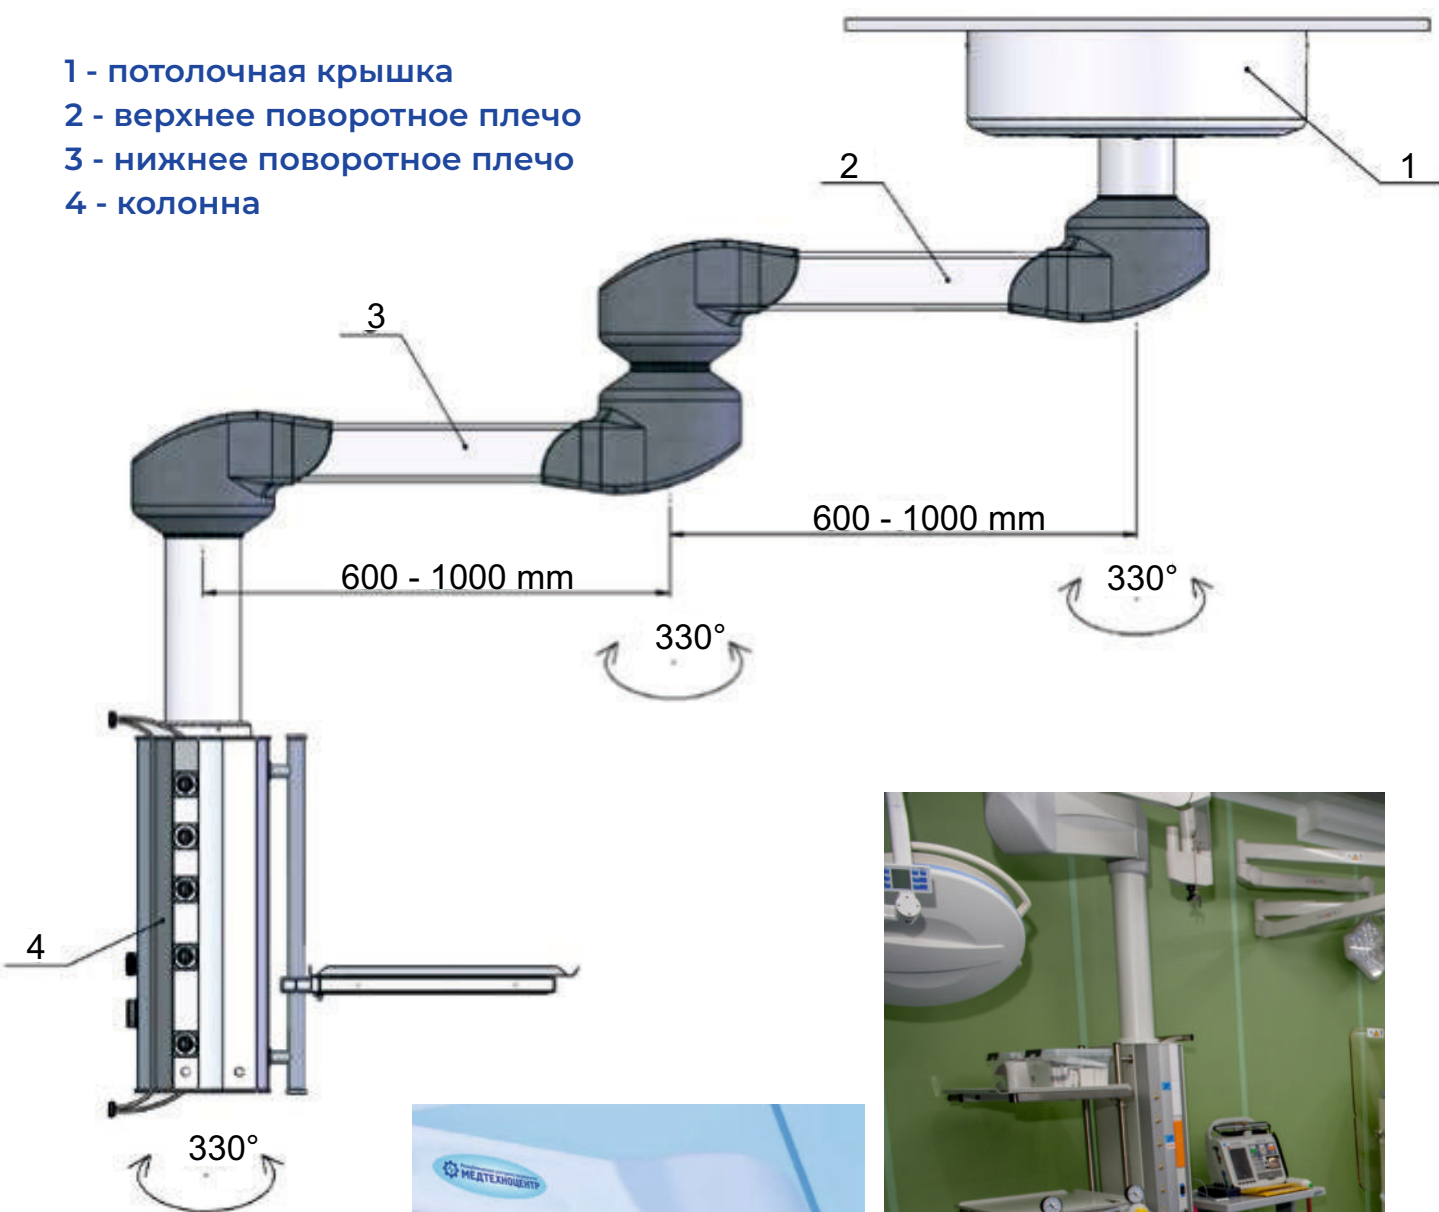 1 - потолочная крышка
2 - верхнее поворотное плечо
3 - нижнее поворотное плечо
4 - колонна
1
2
3
600 - 1000 mm
600 - 1000 mm
330°
330°
4
330°
МЕДТЕХНОЦЕНТР